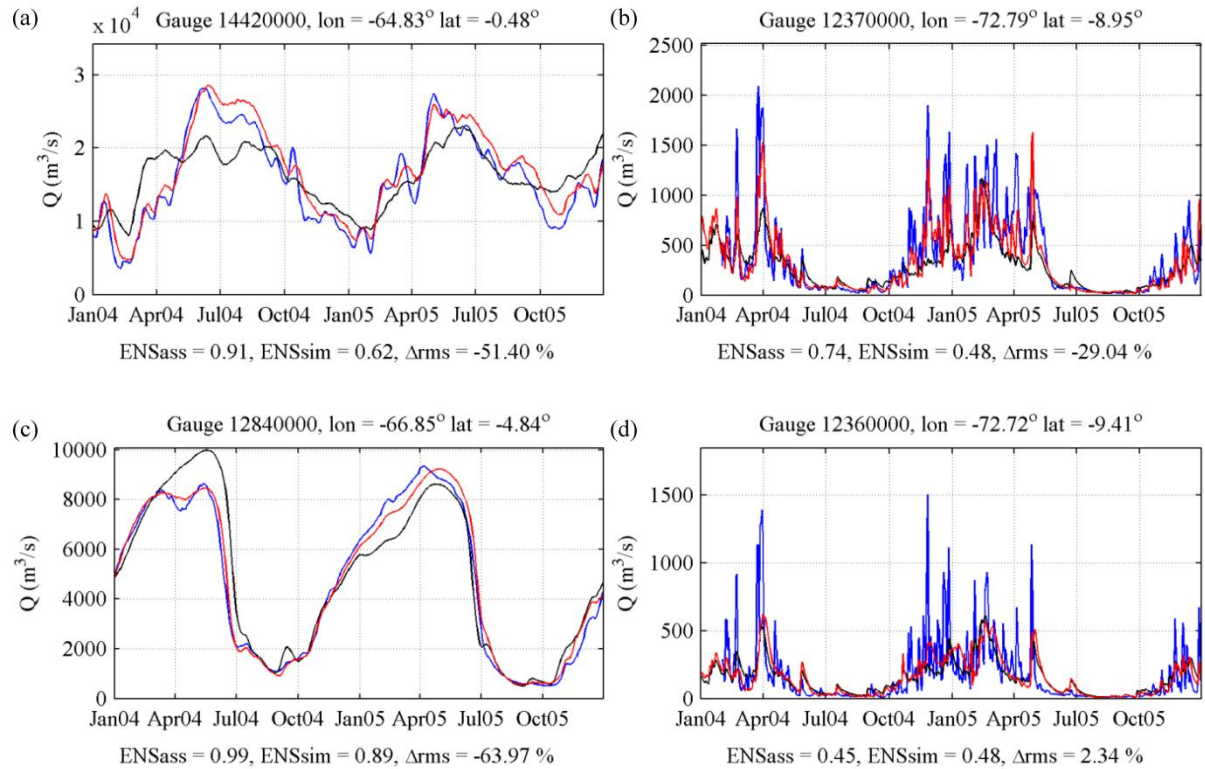 (a)
Gauge 14420000, lon = -64.83° lat = -0.48°
x 10⁴
Q (m³/s)
3
2
1
0
Jan04 Apr04 Jul04 Oct04 Jan05 Apr05 Jul05 Oct05
ENSass = 0.91, ENSsim = 0.62, Δrms = -51.40 %
(b)
Gauge 12370000, lon = -72.79° lat = -8.95°
Q (m³/s)
2500
2000
1500
1000
500
0
Jan04 Apr04 Jul04 Oct04 Jan05 Apr05 Jul05 Oct05
ENSass = 0.74, ENSsim = 0.48, Δrms = -29.04 %
(c)
Gauge 12840000, lon = -66.85° lat = -4.84°
Q (m³/s)
10000
8000
6000
4000
2000
0
Jan04 Apr04 Jul04 Oct04 Jan05 Apr05 Jul05 Oct05
ENSass = 0.99, ENSsim = 0.89, Δrms = -63.97 %
(d)
Gauge 12360000, lon = -72.72° lat = -9.41°
Q (m³/s)
1500
1000
500
0
Jan04 Apr04 Jul04 Oct04 Jan05 Apr05 Jul05 Oct05
ENSass = 0.45, ENSsim = 0.48, Δrms = 2.34 %